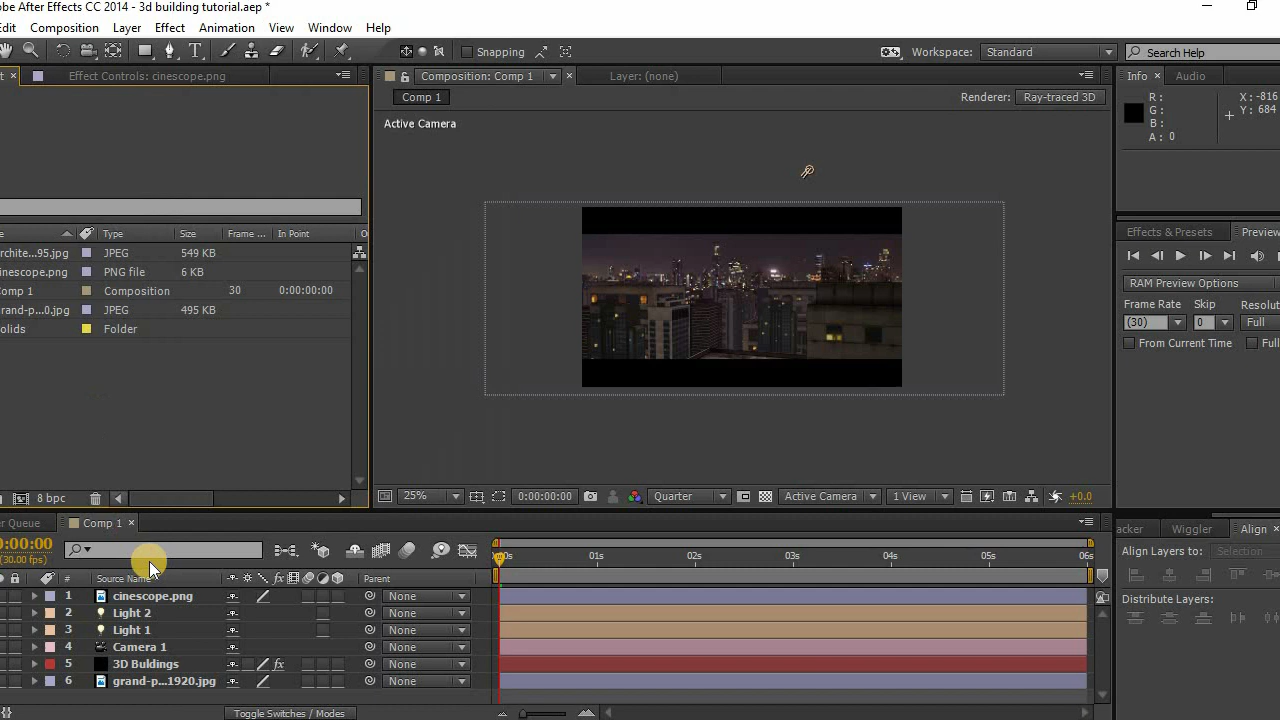 obe After Effects CC 2014 - 3d building tutorial.aep *
Edit Composition Layer Effect Animation View Window Help
Snapping Workspace: Standard Search Help
Effect Controls: cinescope.png Composition: Comp 1 Layer: (none) Info Audio
Comp 1 Renderer: Ray-traced 3D
R: X: -816
G: Y: 684
B:
A: 0
Active Camera
Type Size Frame ... In Point
archite...95.jpg JPEG 549 KB
inescope.png PNG file 6 KB
omp 1 Composition 30 0:00:00:00
rand-p...0.jpg JPEG 495 KB
olids Folder
Effects & Presets Preview
RAM Preview Options
Frame Rate Skip Resolut
(30) 0 Full
From Current Time Full
8 bpc 25% 0:00:00:00 Quarter Active Camera 1 View +0.0
er Queue Comp 1 acker Wiggler Align
0:00:00
(30.00 fps)
00s 01s 02s 03s 04s 05s 06s
Align Layers to: Selection
# Source Name fx Parent
1 cinescope.png None
2 Light 2 None
3 Light 1 None
4 Camera 1 None
5 3D Buldings fx None
6 grand-p...1920.jpg None
Distribute Layers:
Toggle Switches / Modes